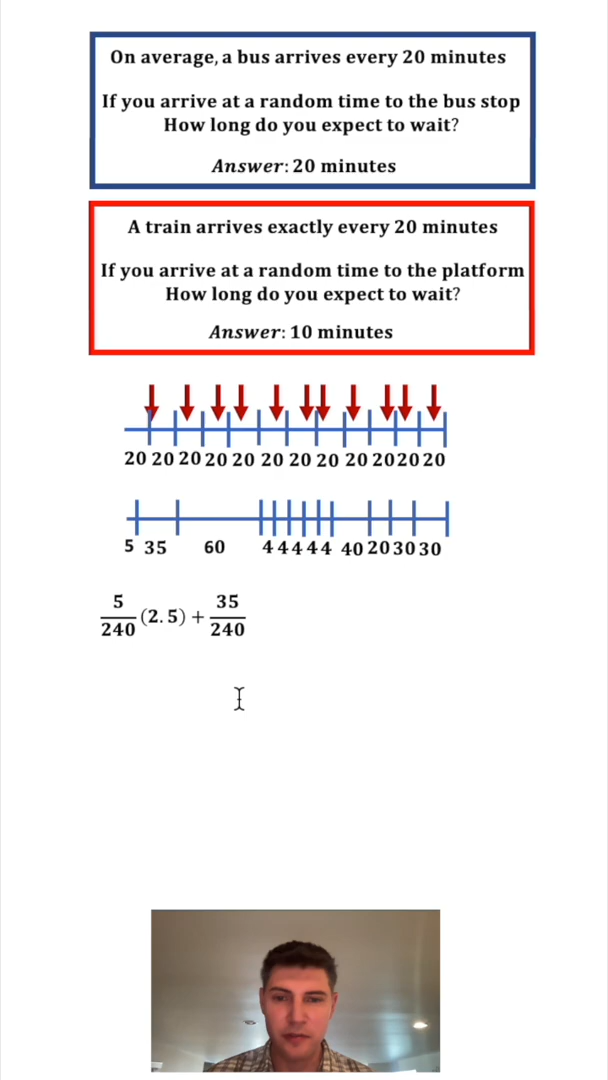 On average, a bus arrives every 20 minutes
If you arrive at a random time to the bus stop
How long do you expect to wait?
Answer: 20 minutes
A train arrives exactly every 20 minutes
If you arrive at a random time to the platform
How long do you expect to wait?
Answer: 10 minutes
20 20 20 20 20 20 20 20 20 20 20 20
5 35 60 4 4 4 4 4 40 20 30 30
5/240 (2.5) + 35/240